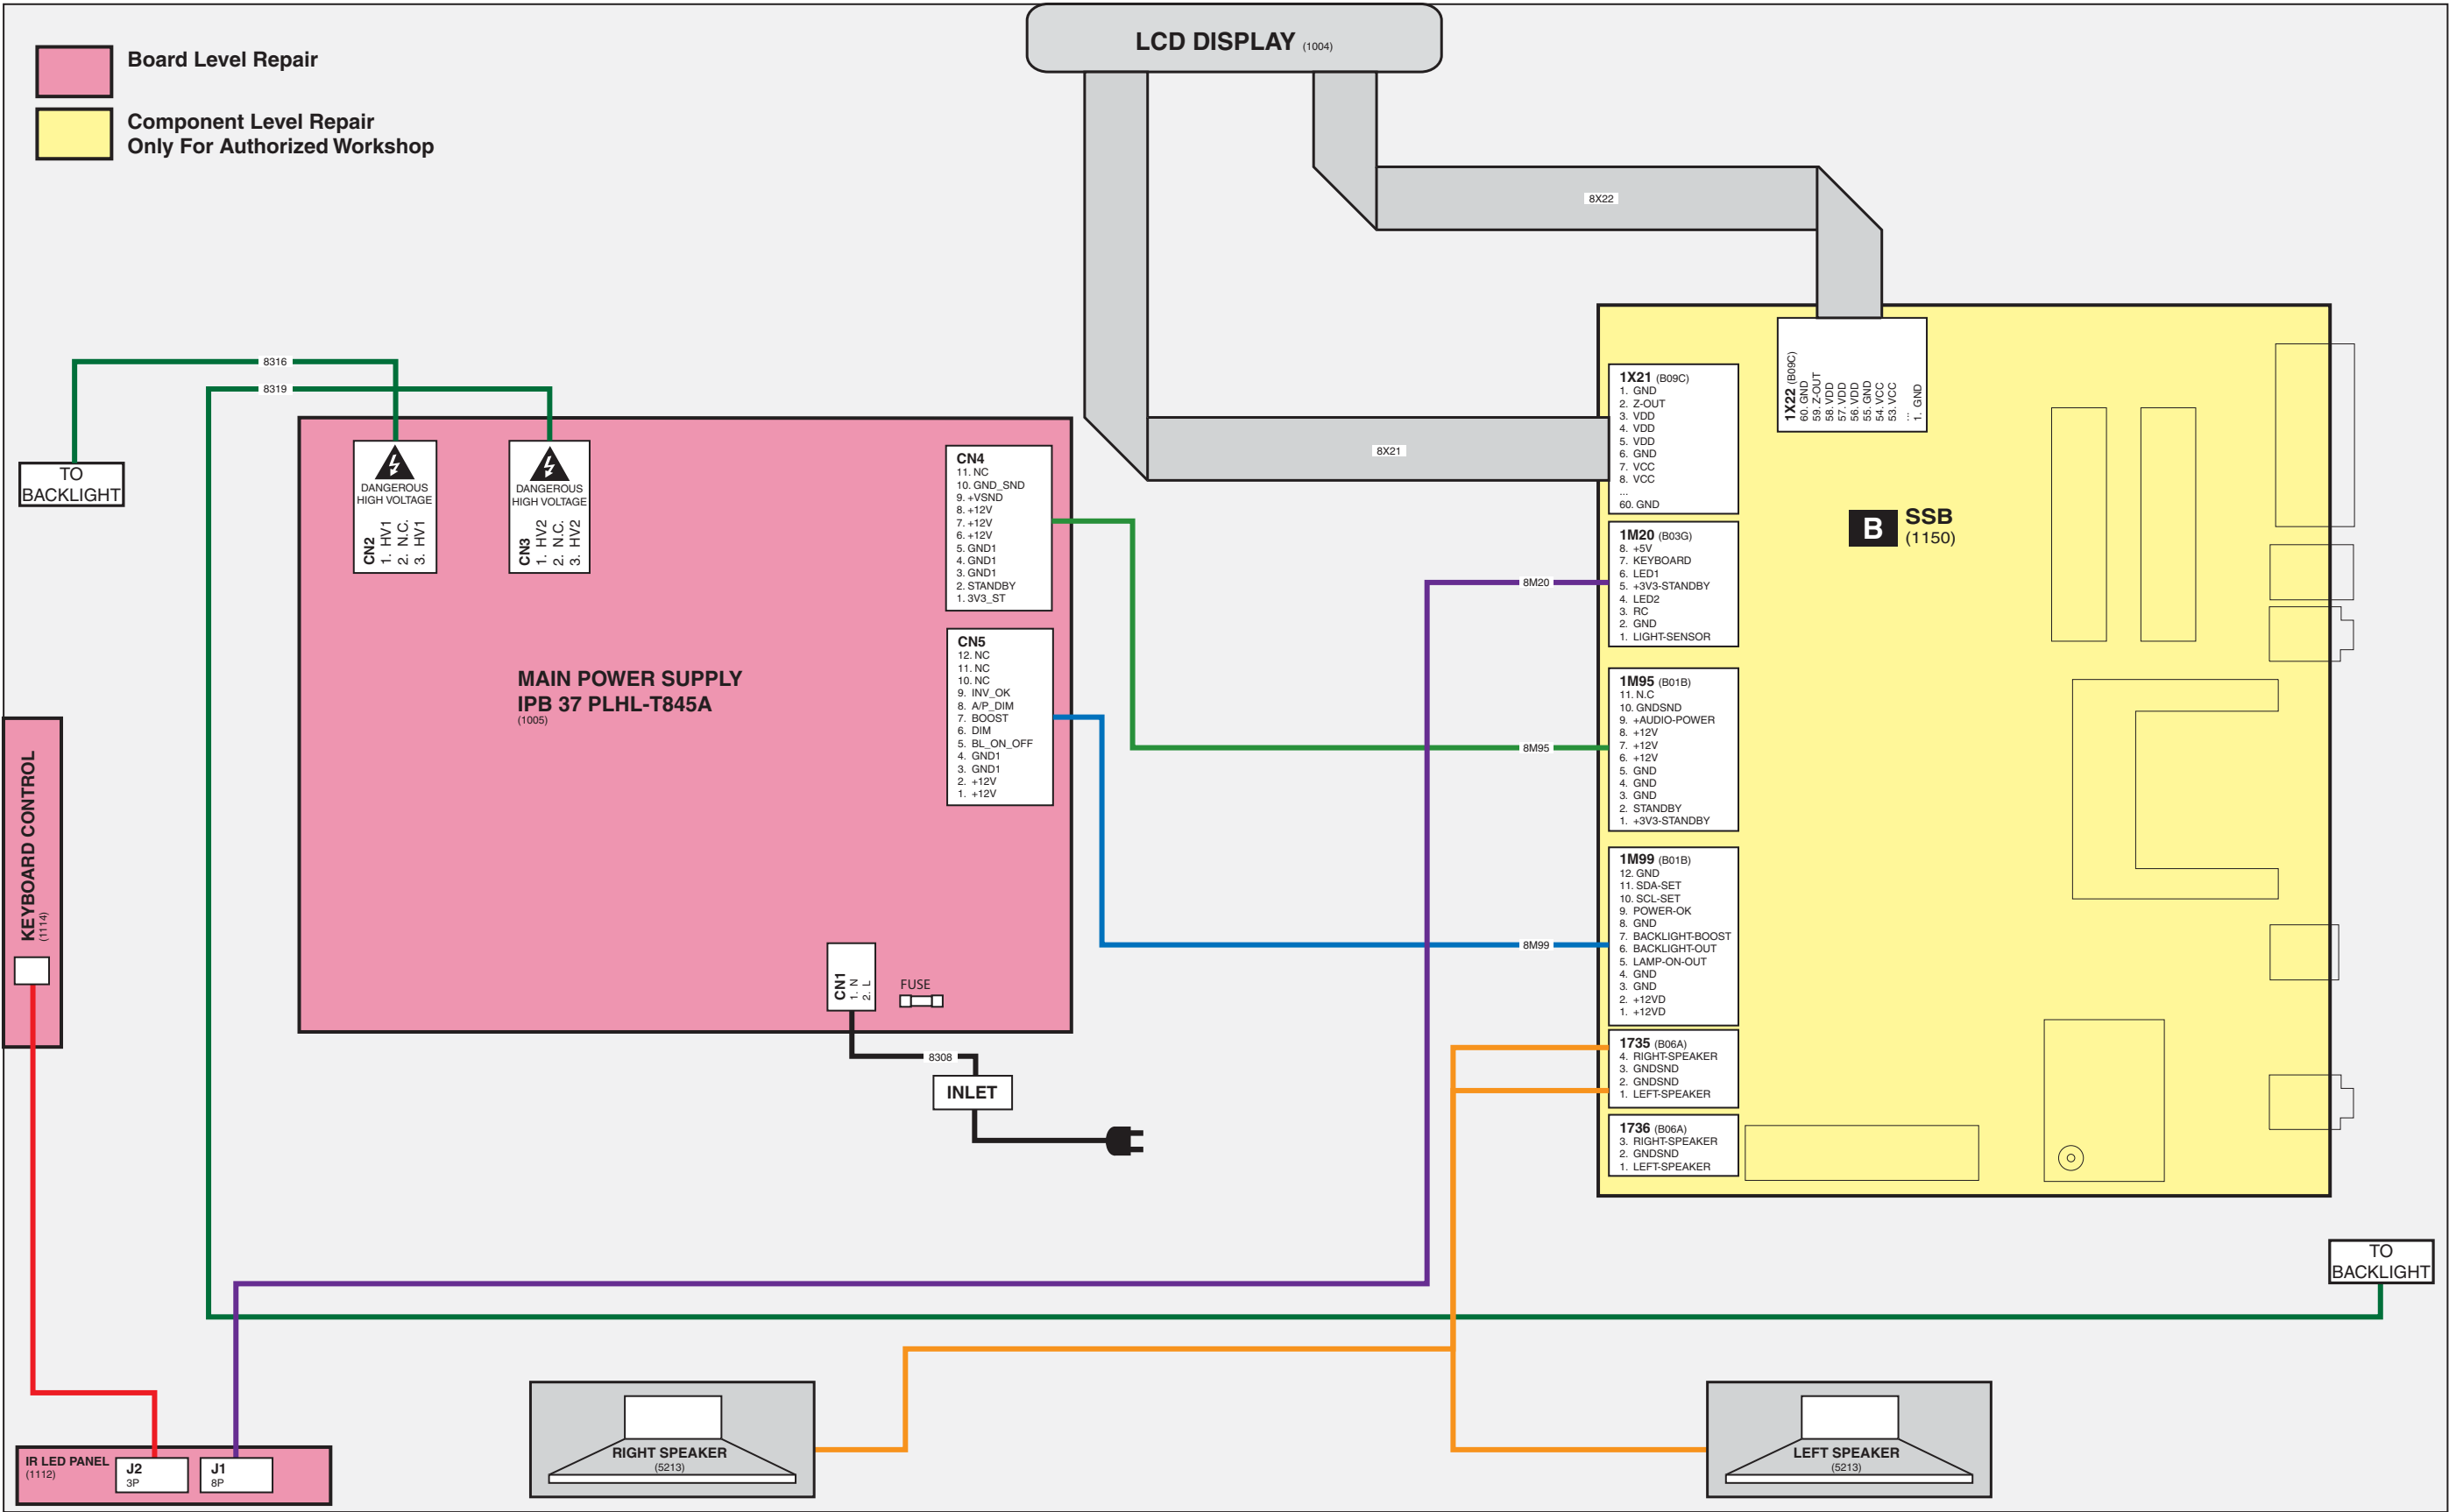 LCD DISPLAY (1004)
Board Level Repair
Component Level Repair
Only For Authorized Workshop
8X22
8316
8319
TO
BACKLIGHT
DANGEROUS
HIGH VOLTAGE
CN2
1. HV1
2. N.C.
3. HV1
DANGEROUS
HIGH VOLTAGE
CN3
1. HV2
2. N.C.
3. HV2
CN4
11. NC
10. GND_SND
9. +VSND
8. +12V
7. +12V
6. +12V
5. GND1
4. GND1
3. GND1
2. STANDBY
1. 3V3_ST
CN5
12. NC
11. NC
10. NC
9. INV_OK
8. A/P_DIM
7. BOOST
6. DIM
5. BL_ON_OFF
4. GND1
3. GND1
2. +12V
1. +12V
MAIN POWER SUPPLY
IPB 37 PLHL-T845A
(1005)
CN1
1. N
2. L
FUSE
8308
INLET
KEYBOARD CONTROL
(1114)
8X21
8M20
8M95
8M99
1X21 (B09C)
1. GND
2. Z-OUT
3. VDD
4. VDD
5. VDD
6. GND
7. VCC
8. VCC
...
60. GND
1X22 (B09C)
60. GND
59. Z-OUT
58. VDD
57. VDD
56. VDD
55. GND
54. VCC
53. VCC
...
1. GND
B SSB
(1150)
1M20 (B03G)
8. +5V
7. KEYBOARD
6. LED1
5. +3V3-STANDBY
4. LED2
3. RC
2. GND
1. LIGHT-SENSOR
1M95 (B01B)
11. N.C
10. GNDSND
9. +AUDIO-POWER
8. +12V
7. +12V
6. +12V
5. GND
4. GND
3. GND
2. STANDBY
1. +3V3-STANDBY
1M99 (B01B)
12. GND
11. SDA-SET
10. SCL-SET
9. POWER-OK
8. GND
7. BACKLIGHT-BOOST
6. BACKLIGHT-OUT
5. LAMP-ON-OUT
4. GND
3. GND
2. +12VD
1. +12VD
1735 (B06A)
4. RIGHT-SPEAKER
3. GNDSND
2. GNDSND
1. LEFT-SPEAKER
1736 (B06A)
3. RIGHT-SPEAKER
2. GNDSND
1. LEFT-SPEAKER
TO
BACKLIGHT
IR LED PANEL
(1112)
J2
3P
J1
8P
RIGHT SPEAKER
(5213)
LEFT SPEAKER
(5213)